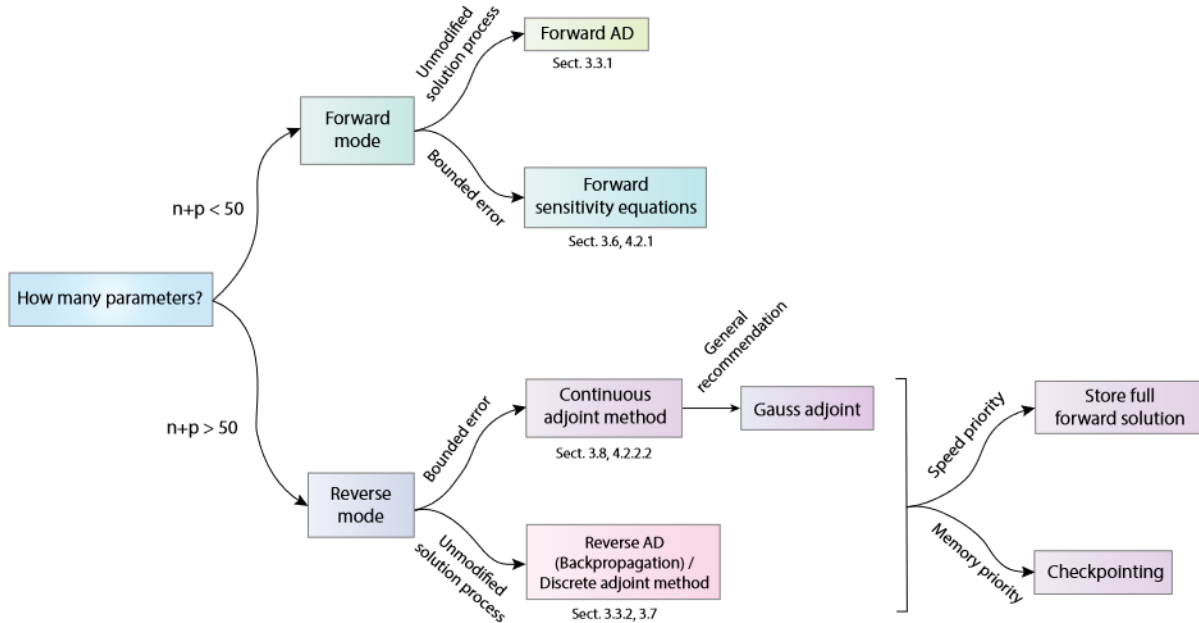 How many parameters?
n+p < 50
Forward
mode
Unmodified
solution process
Forward AD
Sect. 3.3.1
Bounded error
Forward
sensitivity equations
Sect. 3.6, 4.2.1
n+p > 50
Reverse
mode
Bounded error
Continuous
adjoint method
Sect. 3.8, 4.2.2.2
General
recommendation
Gauss adjoint
Unmodified
solution process
Reverse AD
(Backpropagation) /
Discrete adjoint method
Sect. 3.3.2, 3.7
Speed priority
Store full
forward solution
Memory priority
Checkpointing